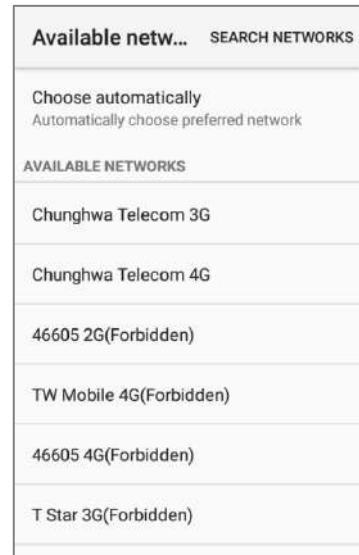 Available netw... SEARCH NETWORKS
Choose automatically
Automatically choose preferred network
AVAILABLE NETWORKS
Chunghwa Telecom 3G
Chunghwa Telecom 4G
46605 2G(Forbidden)
TW Mobile 4G(Forbidden)
46605 4G(Forbidden)
T Star 3G(Forbidden)